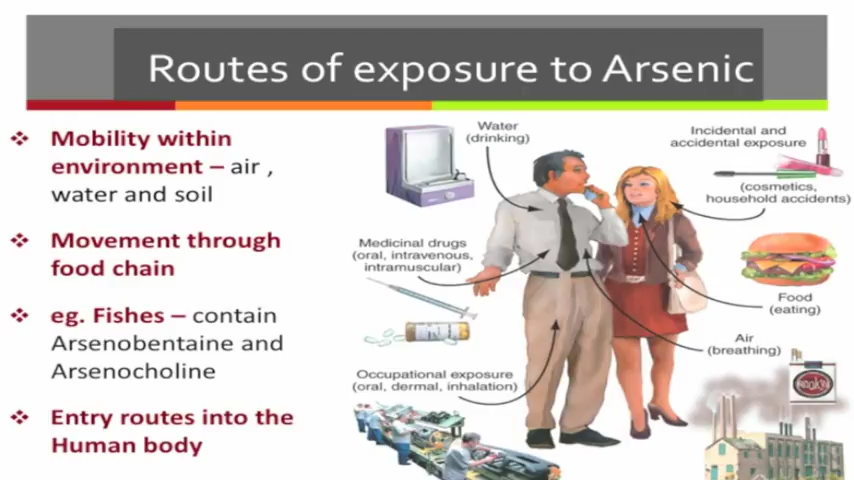 Routes of exposure to Arsenic
Mobility within
environment – air ,
water and soil
Movement through
food chain
eg. Fishes – contain
Arsenobentaine and
Arsenocholine
Entry routes into the
Human body
Water
(drinking)
Incidental and
accidental exposure
(cosmetics,
household accidents)
Medicinal drugs
(oral, intravenous,
intramuscular)
Food
(eating)
Air
(breathing)
Occupational exposure
(oral, dermal, inhalation)